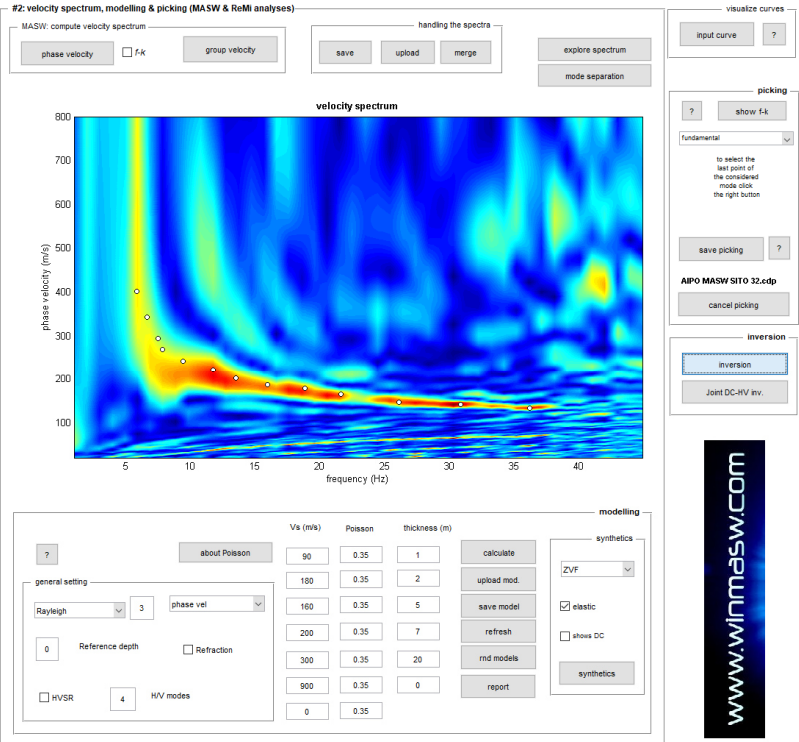 #2: velocity spectrum, modelling & picking (MASW & ReMi analyses)
MASW: compute velocity spectrum
phase velocity
f-k
group velocity
handling the spectra
save
upload
merge
explore spectrum
mode separation
visualize curves
input curve
?
picking
?
show f-k
fundamental
to select the
last point of
the considered
mode click
the right button
save picking
?
AIPO MASW SITO 32.cdp
cancel picking
inversion
inversion
Joint DC-HV inv.
velocity spectrum
phase velocity (m/s)
800
700
600
500
400
300
200
100
5 10 15 20 25 30 35 40
frequency (Hz)
modelling
?
about Poisson
general setting
Rayleigh
3
phase vel
0
Reference depth
Refraction
HVSR
4
H/V modes
Vs (m/s) Poisson thickness (m)
90 0.35 1
180 0.35 2
160 0.35 5
200 0.35 7
300 0.35 20
900 0.35 0
0 0.35
calculate
upload mod.
save model
refresh
rnd models
report
synthetics
ZVF
elastic
shows DC
synthetics
www.winmasw.com